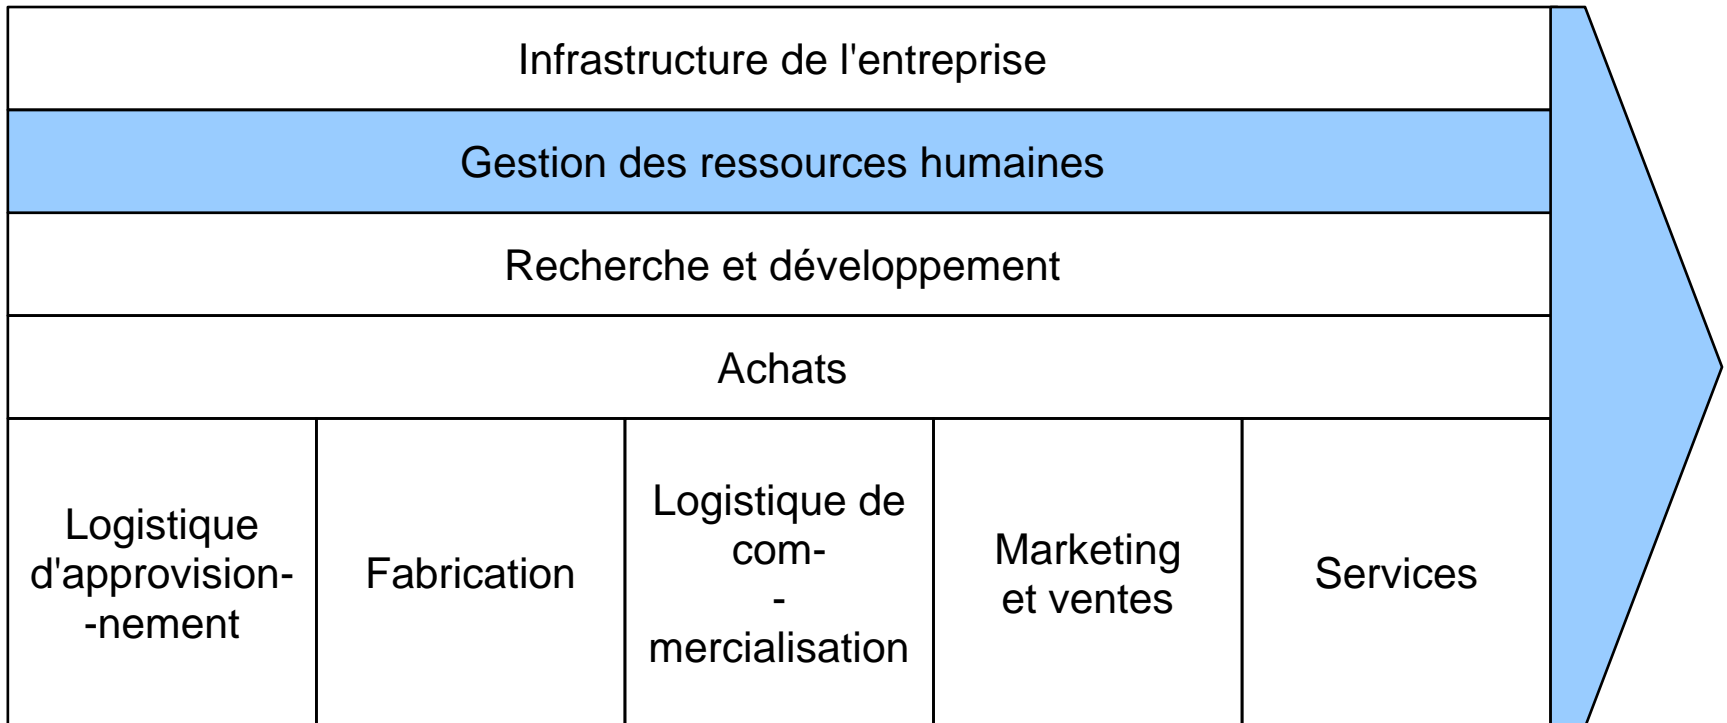 Infrastructure de l'entreprise
Gestion des ressources humaines
Recherche et développement
Achats
Logistique
d'approvision-
-nement
Fabrication
Logistique de
com-
-
mercialisation
Marketing
et ventes
Services